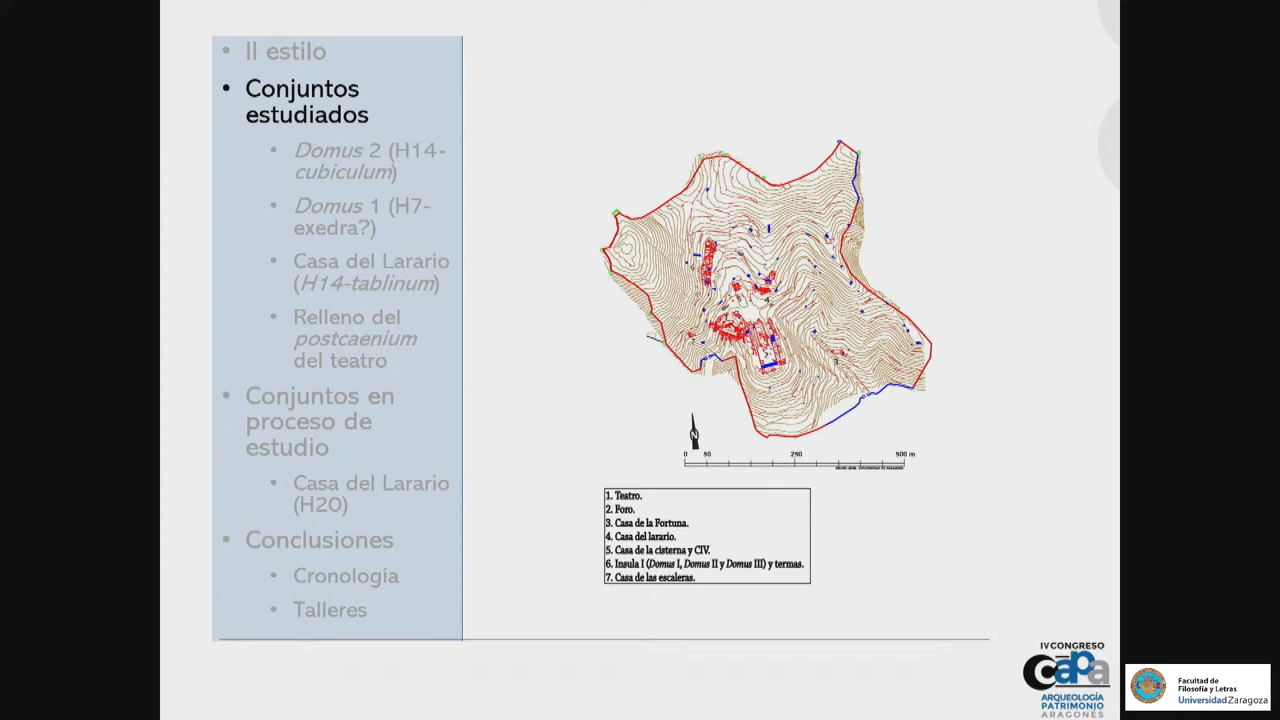 • II estilo
• Conjuntos
estudiados
• Domus 2 (H14-
cubiculum)
• Domus 1 (H7-
exedra?)
• Casa del Larario
(H14-tablinum)
• Relleno del
postcaenium
del teatro
• Conjuntos en
proceso de
estudio
• Casa del Larario
(H20)
• Conclusiones
• Cronología
• Talleres
0 50 250 500 m
1. Teatro.
2. Foro.
3. Casa de la Fortuna.
4. Casa del larario.
5. Casa de la cisterna y CIV.
6. Insula I (Domus I, Domus II y Domus III) y termas.
7. Casa de las escaleras.
IV CONGRESO
capa
ARQUEOLOGÍA
PATRIMONIO
ARAGONÉS
Facultad de
Filosofía y Letras
Universidad Zaragoza